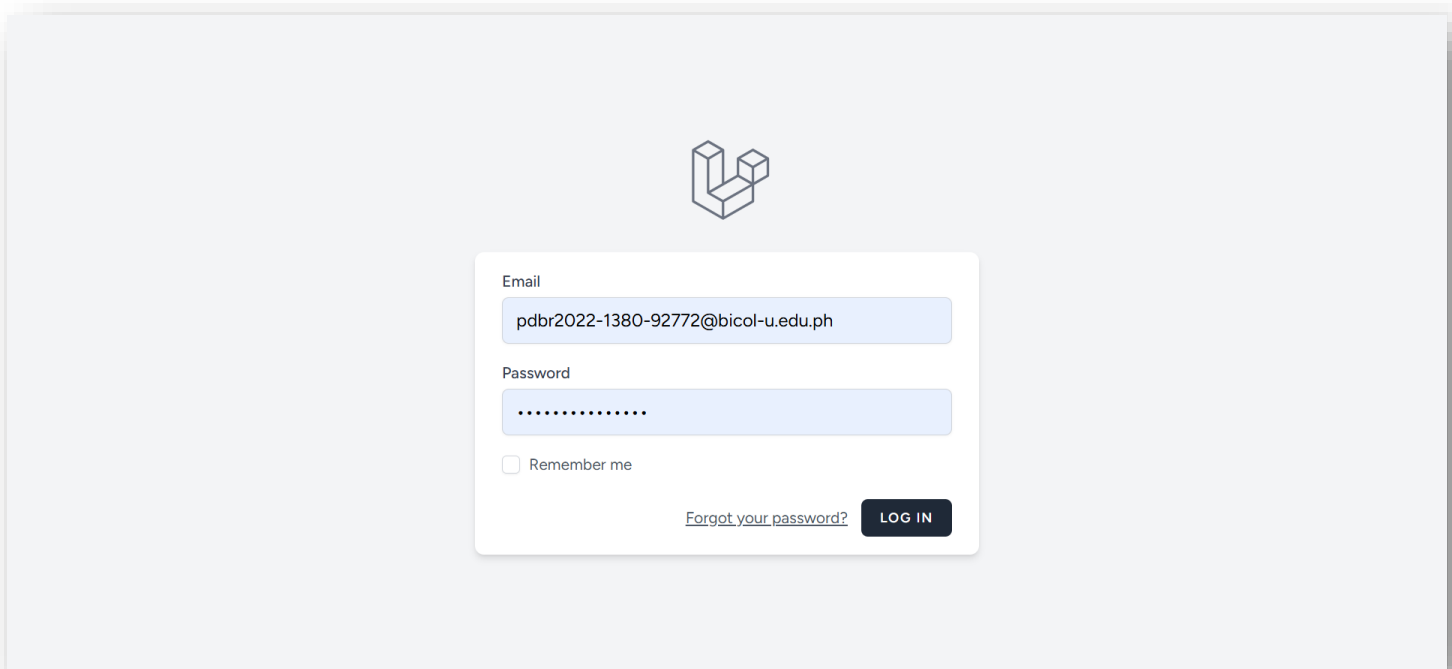 Email
pdbr2022-1380-92772@bicol-u.edu.ph
Password
•••••••••••••••
Remember me
Forgot your password? LOG IN